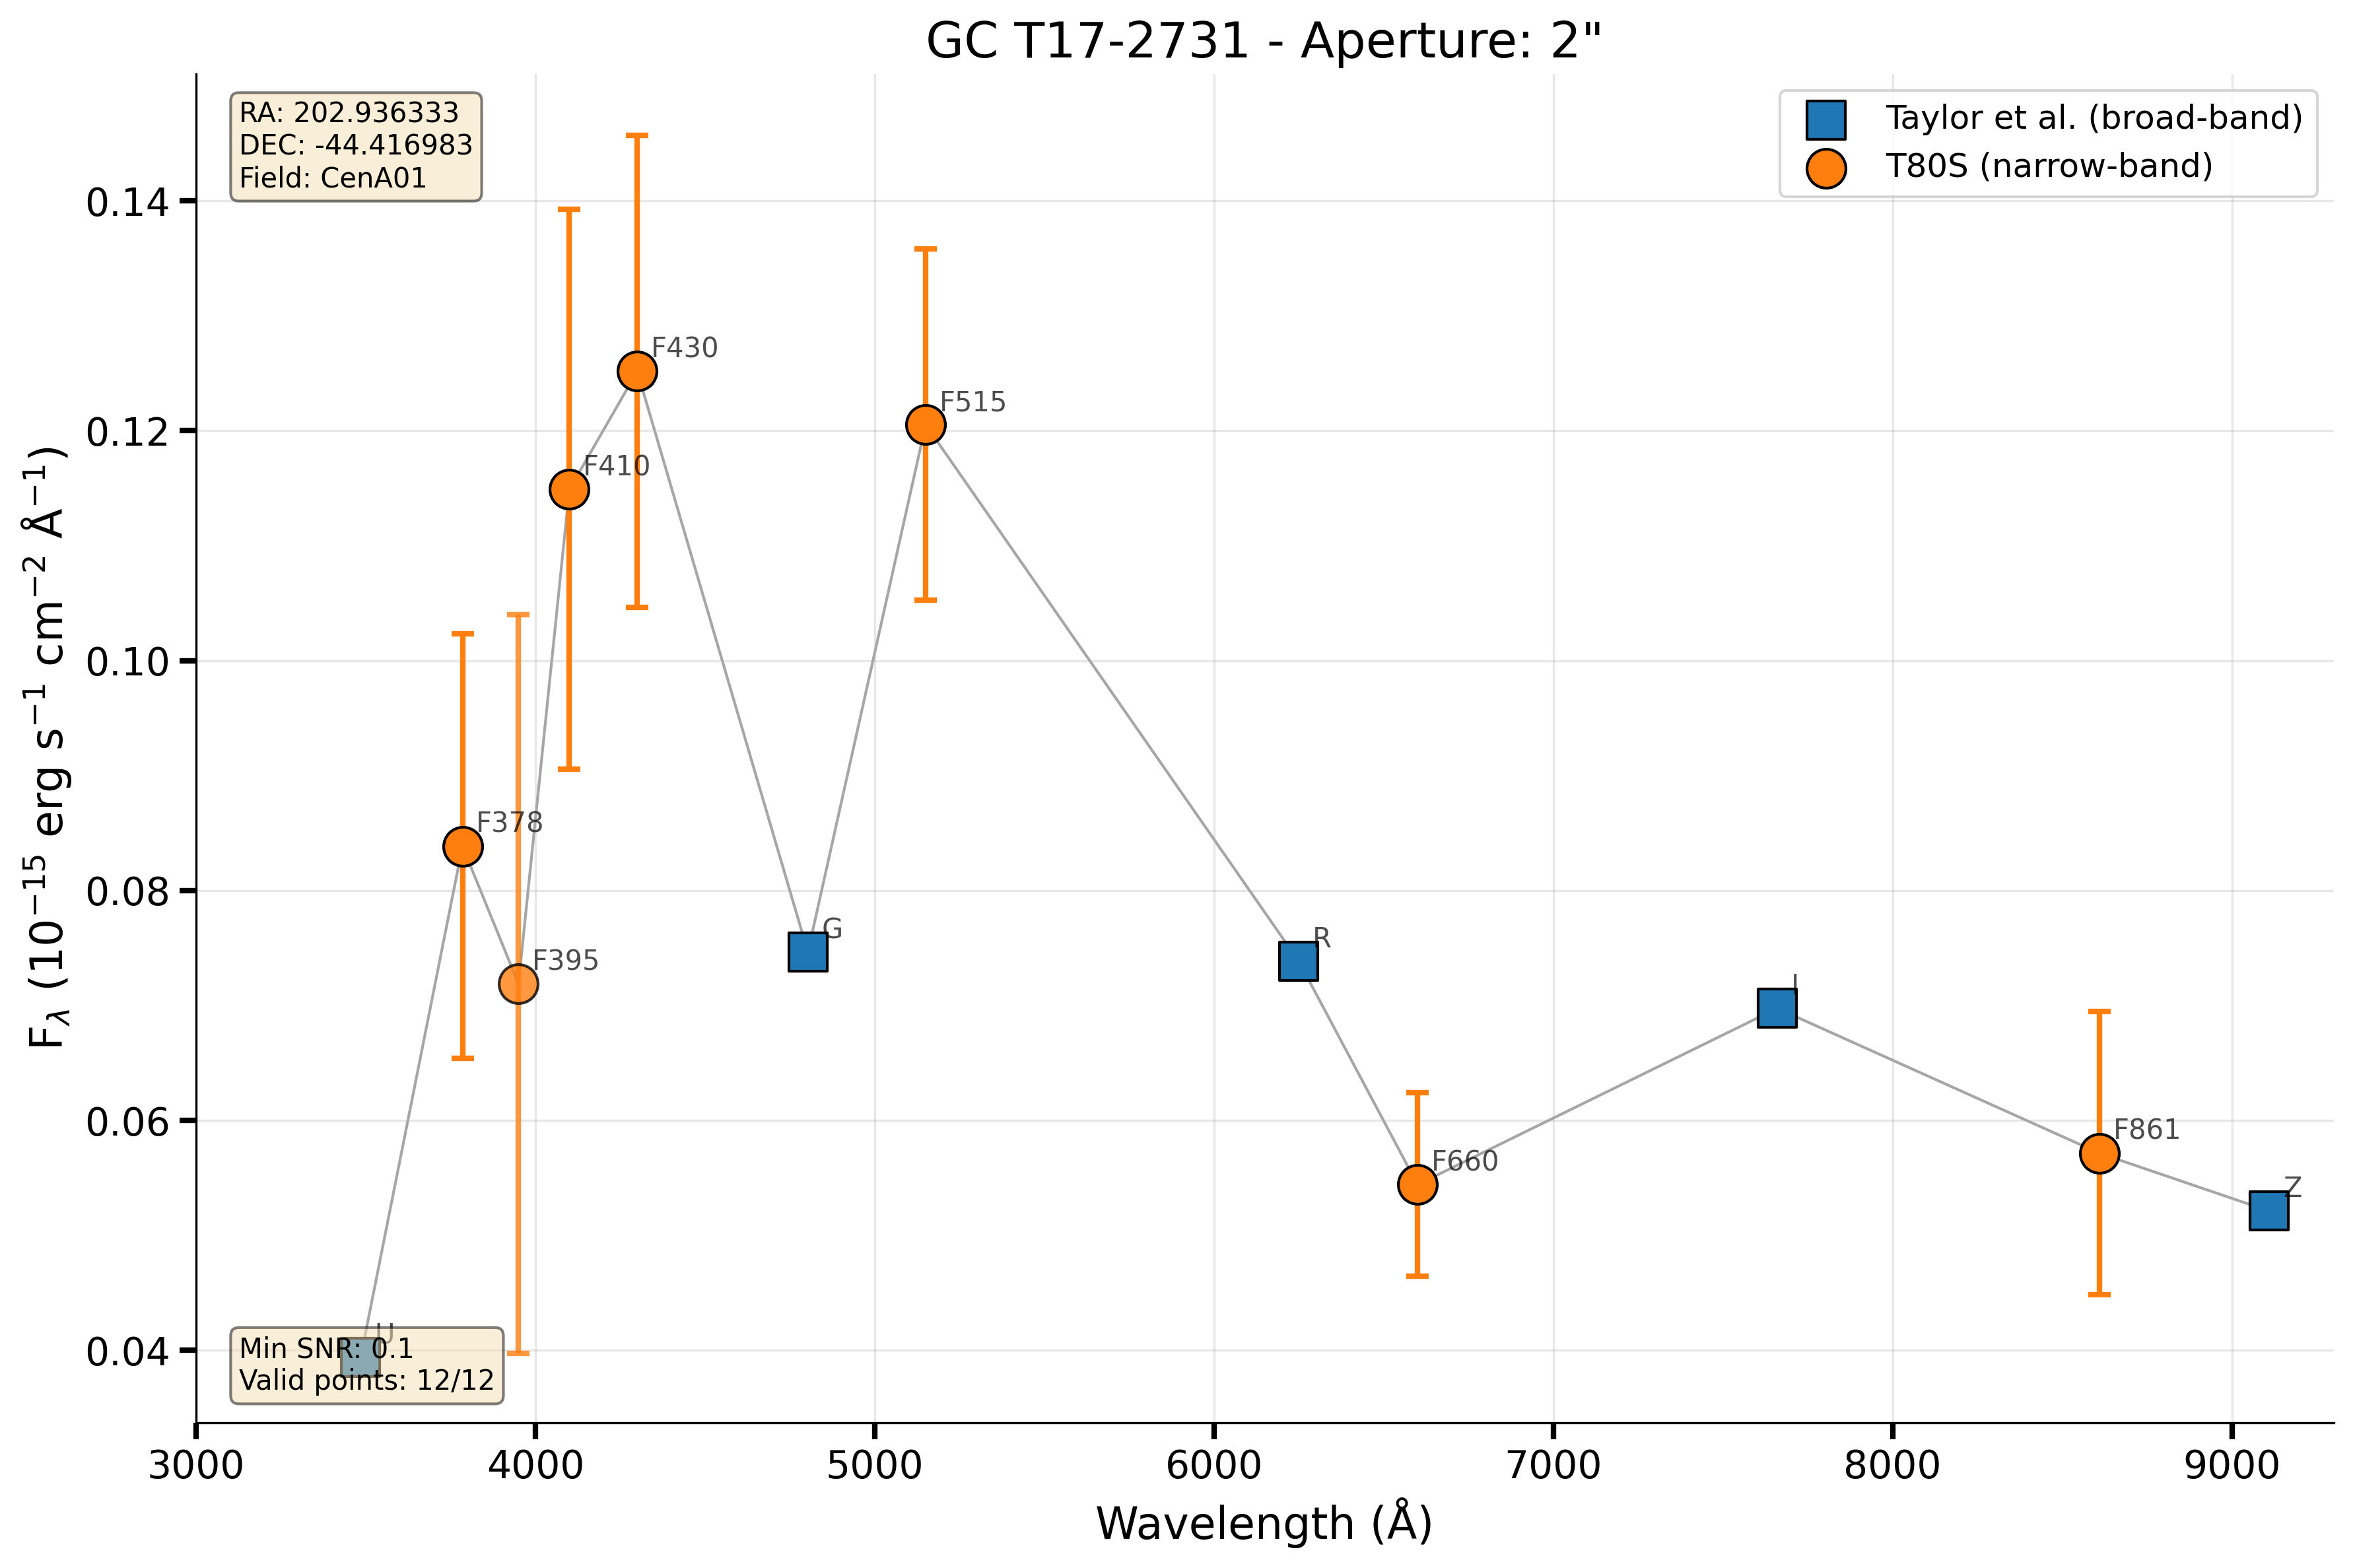 GC T17-2731 - Aperture: 2"
RA: 202.936333
DEC: -44.416983
Field: CenA01
Taylor et al. (broad-band)
T80S (narrow-band)
0.14
0.12
0.10
0.08
0.06
0.04
F_λ (10⁻¹⁵ erg s⁻¹ cm⁻² Å⁻¹)
F430
F515
F410
F378
F395
G
R
I
F660
F861
Z
U
Min SNR: 0.1
Valid points: 12/12
3000 4000 5000 6000 7000 8000 9000
Wavelength (Å)